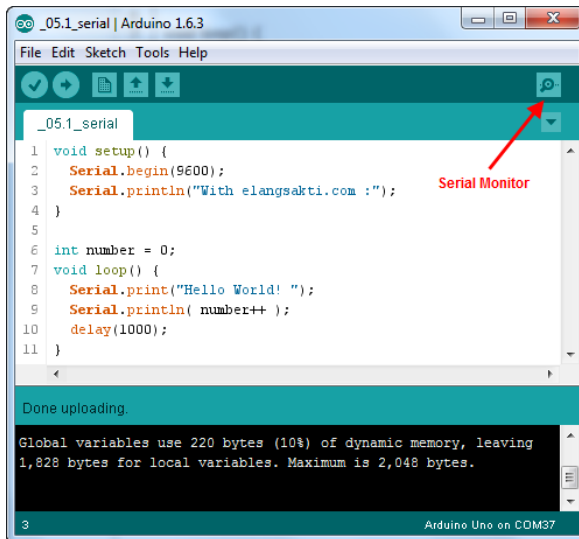 _05.1_serial | Arduino 1.6.3
File Edit Sketch Tools Help
_05.1_serial
1 void setup() {
2   Serial.begin(9600);
3   Serial.println("With elangsakti.com :");
4 }
5
6 int number = 0;
7 void loop() {
8   Serial.print("Hello World! ");
9   Serial.println( number++ );
10   delay(1000);
11 }
Serial Monitor
Done uploading.
Global variables use 220 bytes (10%) of dynamic memory, leaving
1,828 bytes for local variables. Maximum is 2,048 bytes.
3 Arduino Uno on COM37